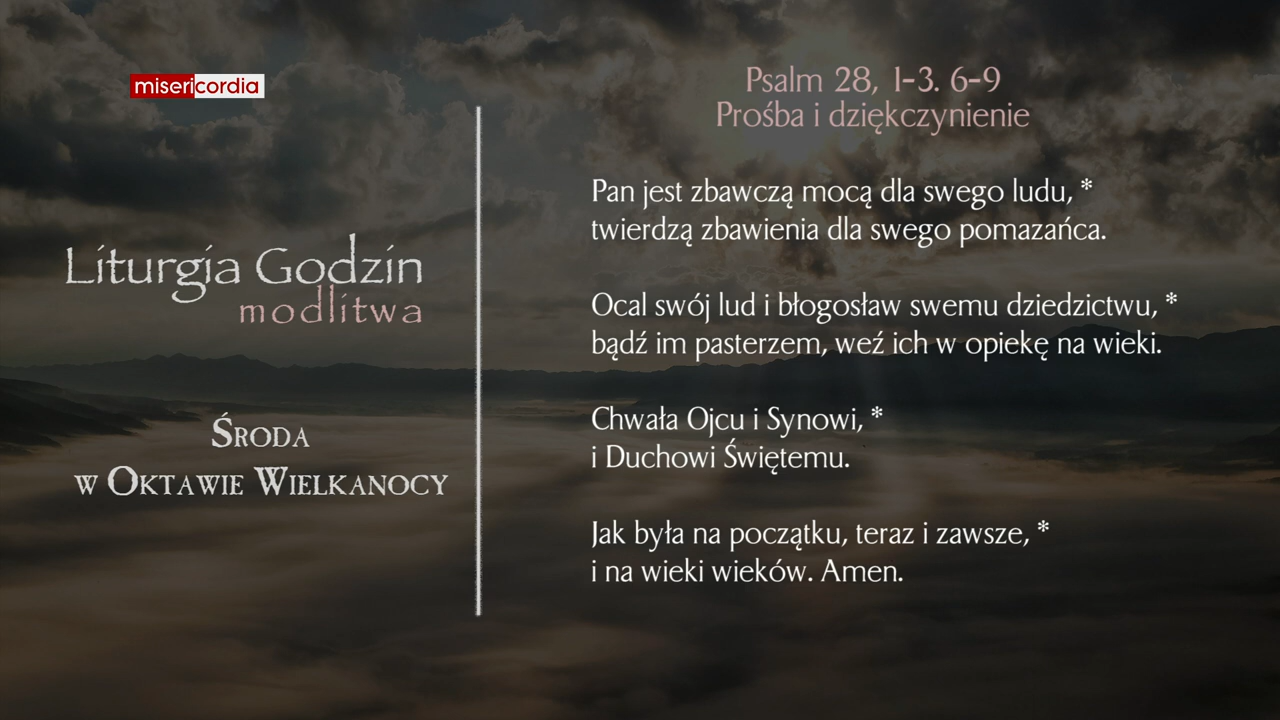 misericordia
Liturgia Godzin
modlitwa
Środa
w Oktawie Wielkanocy
Psalm 28, 1-3. 6-9
Prośba i dziękczynienie
Pan jest zbawczą mocą dla swego ludu, *
twierdzą zbawienia dla swego pomazańca.
Ocal swój lud i błogosław swemu dziedzictwu, *
bądź im pasterzem, weź ich w opiekę na wieki.
Chwała Ojcu i Synowi, *
i Duchowi Świętemu.
Jak była na początku, teraz i zawsze, *
i na wieki wieków. Amen.